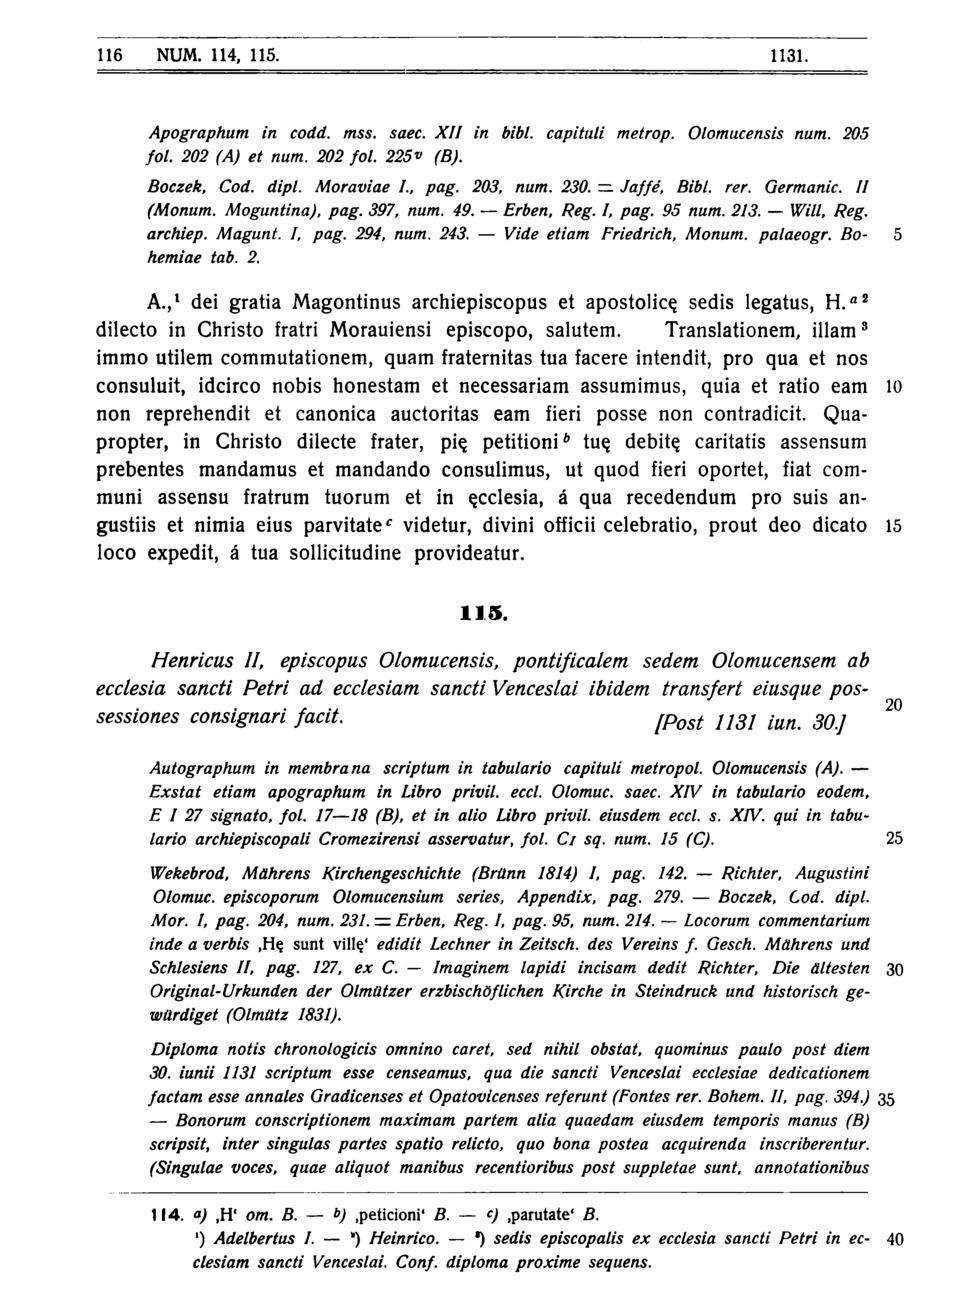 116 NUM. 114, 115. 1131.
Apographum in codd. mss. saec. XII in bibl. capituli metrop. Olomucensis num. 205
fol. 202 (A) et num. 202 fol. 225v (B).
Boczek, Cod. dipl. Moraviae I., pag. 203, num. 230. = Jaffé, Bibl. rer. Germanic. II
(Monum. Moguntina), pag. 397, num. 49. — Erben, Reg. I, pag. 95 num. 213. — Will, Reg.
archiep. Magunt. I, pag. 294, num. 243. — Vide etiam Friedrich, Monum. palaeogr. Bo- 5
hemiae tab. 2.
A.,¹ dei gratia Magontinus archiepiscopus et apostolicę sedis legatus, H.ᵃ ²
dilecto in Christo fratri Morauiensi episcopo, salutem. Translationem, illam ³
immo utilem commutationem, quam fraternitas tua facere intendit, pro qua et nos
consuluit, idcirco nobis honestam et necessariam assumimus, quia et ratio eam 10
non reprehendit et canonica auctoritas eam fieri posse non contradicit. Qua-
propter, in Christo dilecte frater, pię petitioni ᵇ tuę debitę caritatis assensum
prebentes mandamus et mandando consulimus, ut quod fieri oportet, fiat com-
muni assensu fratrum tuorum et in ęcclesia, á qua recedendum pro suis an-
gustiis et nimia eius parvitate ᶜ videtur, divini officii celebratio, prout deo dicato 15
loco expedit, á tua sollicitudine provideatur.
115.
Henricus II, episcopus Olomucensis, pontificalem sedem Olomucensem ab
ecclesia sancti Petri ad ecclesiam sancti Venceslai ibidem transfert eiusque pos-
sessiones consignari facit. [Post 1131 iun. 30.] 20
Autographum in membrana scriptum in tabulario capituli metropol. Olomucensis (A). —
Exstat etiam apographum in Libro privil. eccl. Olomuc. saec. XIV in tabulario eodem,
E I 27 signato, fol. 17—18 (B), et in alio Libro privil. eiusdem eccl. s. XIV. qui in tabu-
lario archiepiscopali Cromezirensi asservatur, fol. C1 sq. num. 15 (C). 25
Wekebrod, Mährens Kirchengeschichte (Brünn 1814) I, pag. 142. — Richter, Augustini
Olomuc. episcoporum Olomucensium series, Appendix, pag. 279. — Boczek, Cod. dipl.
Mor. I, pag. 204, num. 231. = Erben, Reg. I, pag. 95, num. 214. — Locorum commentarium
inde a verbis ‚Hę sunt villę‘ edidit Lechner in Zeitsch. des Vereins f. Gesch. Mährens und
Schlesiens II, pag. 127, ex C. — Imaginem lapidi incisam dedit Richter, Die ältesten 30
Original-Urkunden der Olmützer erzbischöflichen Kirche in Steindruck und historisch ge-
würdiget (Olmütz 1831).
Diploma notis chronologicis omnino caret, sed nihil obstat, quominus paulo post diem
30. iunii 1131 scriptum esse censeamus, qua die sancti Venceslai ecclesiae dedicationem
factam esse annales Gradicenses et Opatovicenses referunt (Fontes rer. Bohem. II, pag. 394.) 35
— Bonorum conscriptionem maximam partem alia quaedam eiusdem temporis manus (B)
scripsit, inter singulas partes spatio relicto, quo bona postea acquirenda inscriberentur.
(Singulae voces, quae aliquot manibus recentioribus post suppletae sunt, annotationibus
114. a) ‚H‘ om. B. — b) ‚peticioni‘ B. — c) ‚parutate‘ B.
¹) Adelbertus I. — ²) Heinrico. — ³) sedis episcopalis ex ecclesia sancti Petri in ec- 40
clesiam sancti Venceslai. Conf. diploma proxime sequens.